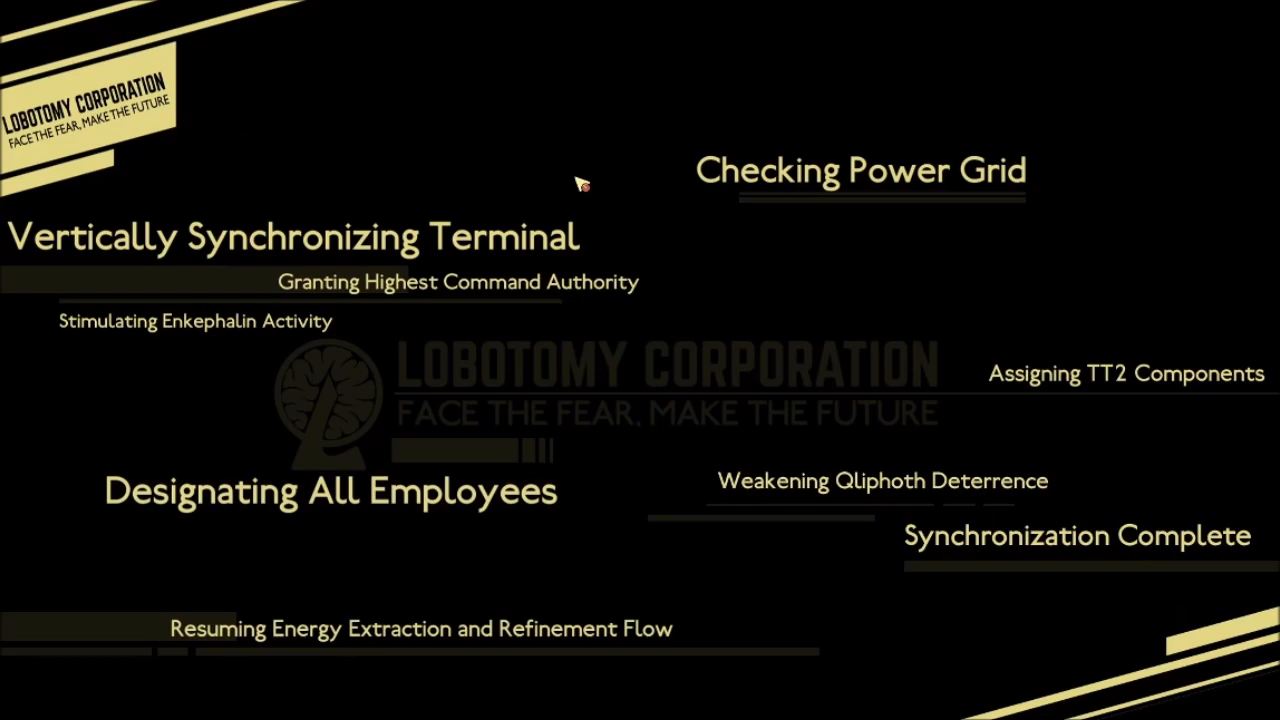 LOBOTOMY CORPORATION
FACE THE FEAR, MAKE THE FUTURE
Checking Power Grid
Vertically Synchronizing Terminal
Granting Highest Command Authority
Stimulating Enkephalin Activity
LOBOTOMY CORPORATION
FACE THE FEAR, MAKE THE FUTURE
Assigning TT2 Components
Designating All Employees
Weakening Qliphoth Deterrence
Synchronization Complete
Resuming Energy Extraction and Refinement Flow